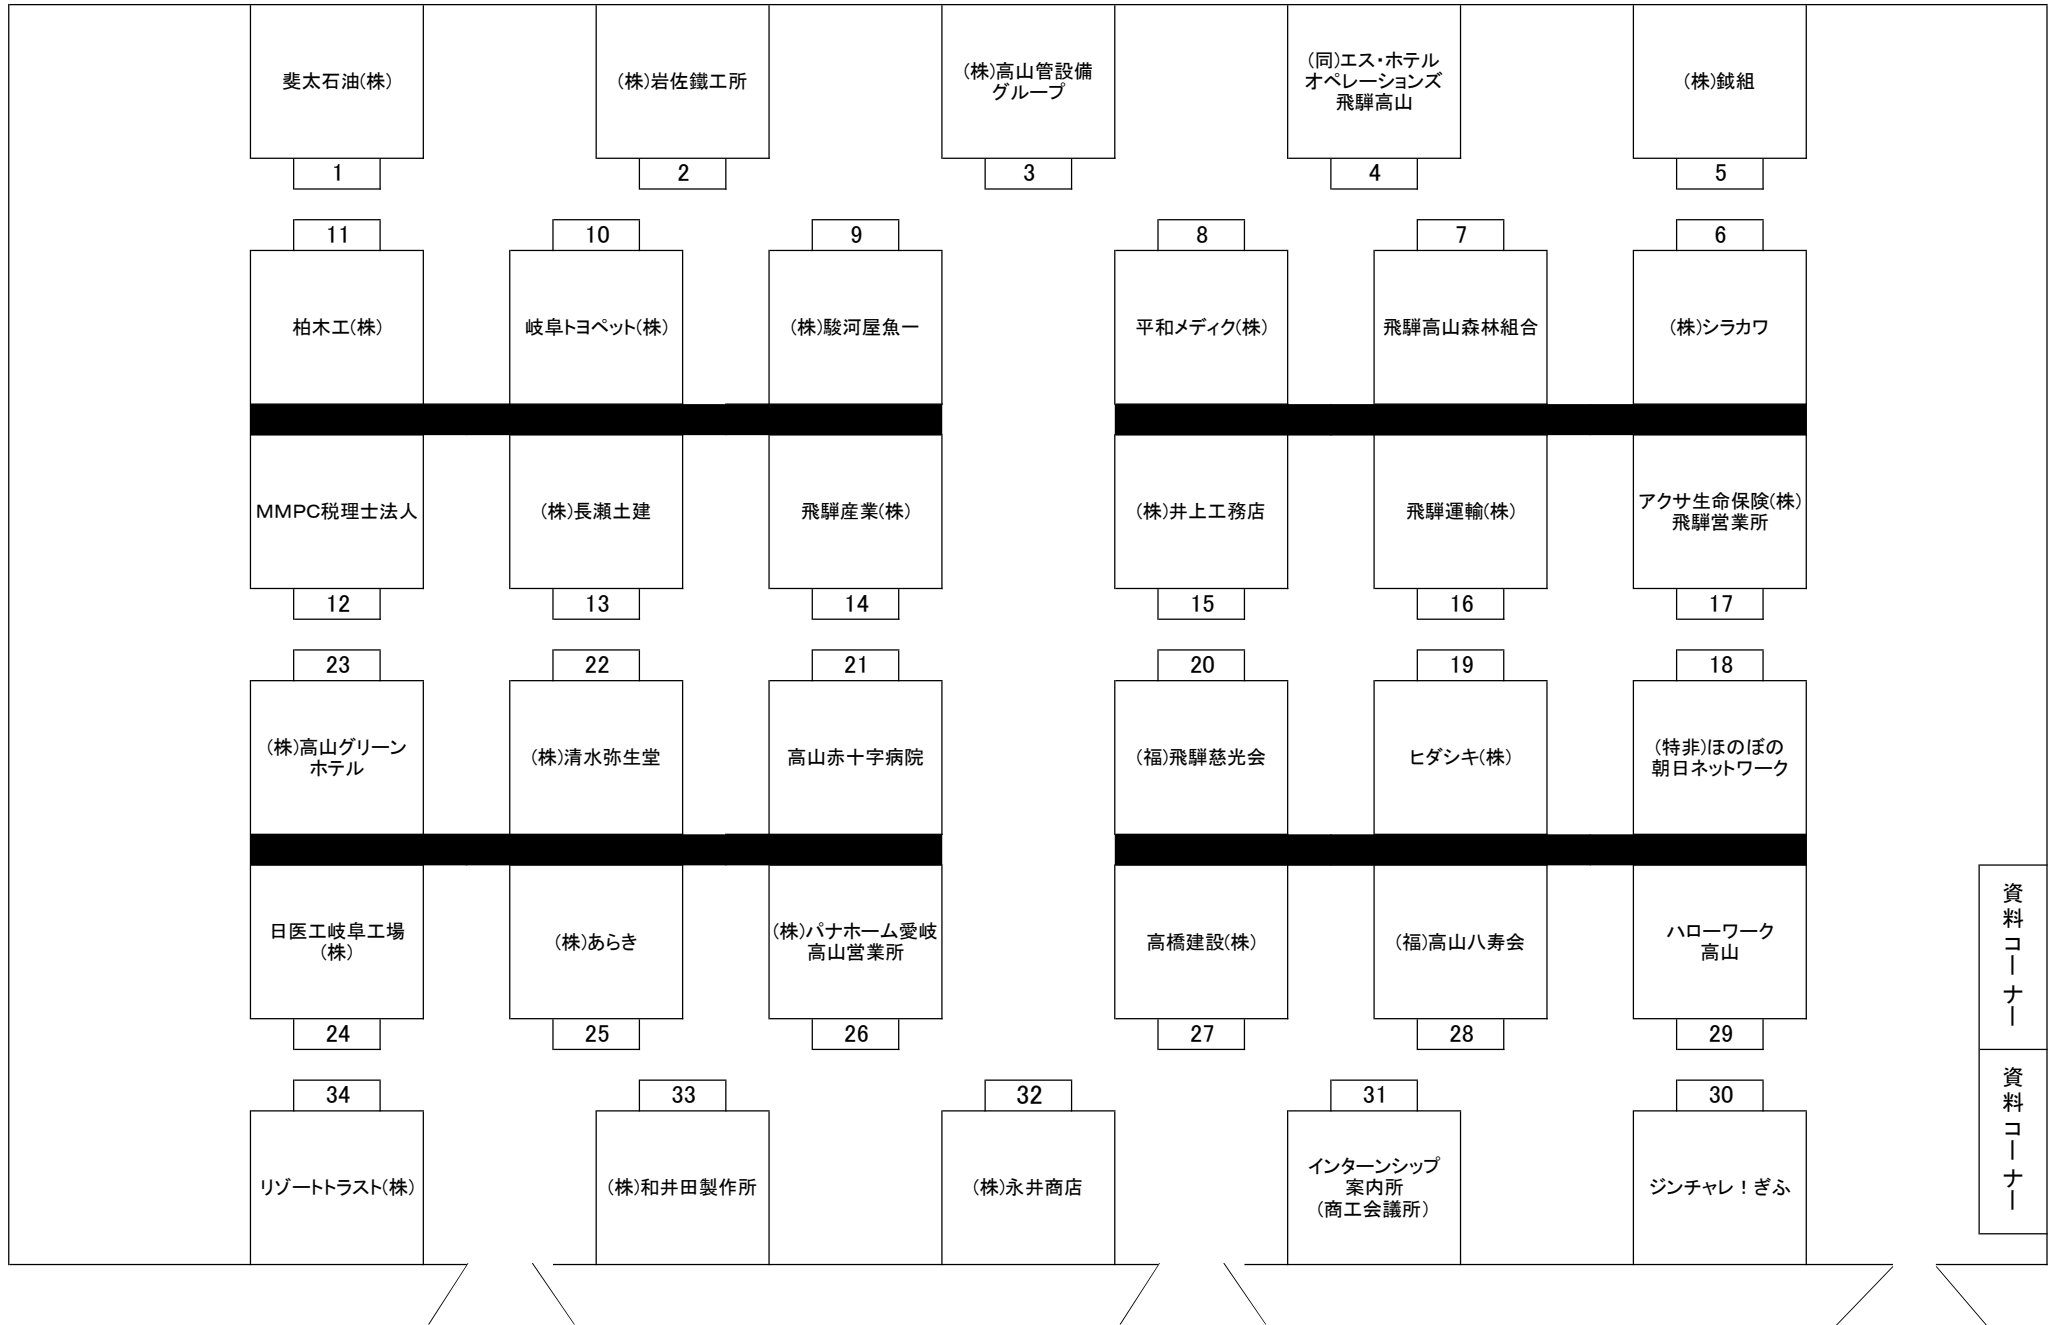 斐太石油(株)
(株)岩佐鐵工所
(株)高山管設備
グループ
(同)エス・ホテル
オペレーションズ
飛騨高山
(株)鉞組
1
2
3
4
5
11
10
9
8
7
6
柏木工(株)
岐阜トヨペット(株)
(株)駿河屋魚一
平和メディク(株)
飛騨高山森林組合
(株)シラカワ
MMPC税理士法人
(株)長瀬土建
飛騨産業(株)
(株)井上工務店
飛騨運輸(株)
アクサ生命保険(株)
飛騨営業所
12
13
14
15
16
17
23
22
21
20
19
18
(株)高山グリーン
ホテル
(株)清水弥生堂
高山赤十字病院
(福)飛騨慈光会
ヒダシキ(株)
(特非)ほのぼの
朝日ネットワーク
日医工岐阜工場
(株)
(株)あらき
(株)パナホーム愛岐
高山営業所
高橋建設(株)
(福)高山八寿会
ハローワーク
高山
資料コーナー
24
25
26
27
28
29
34
33
32
31
30
リゾートトラスト(株)
(株)和井田製作所
(株)永井商店
インターンシップ
案内所
(商工会議所)
ジンチャレ！ぎふ
資料コーナー